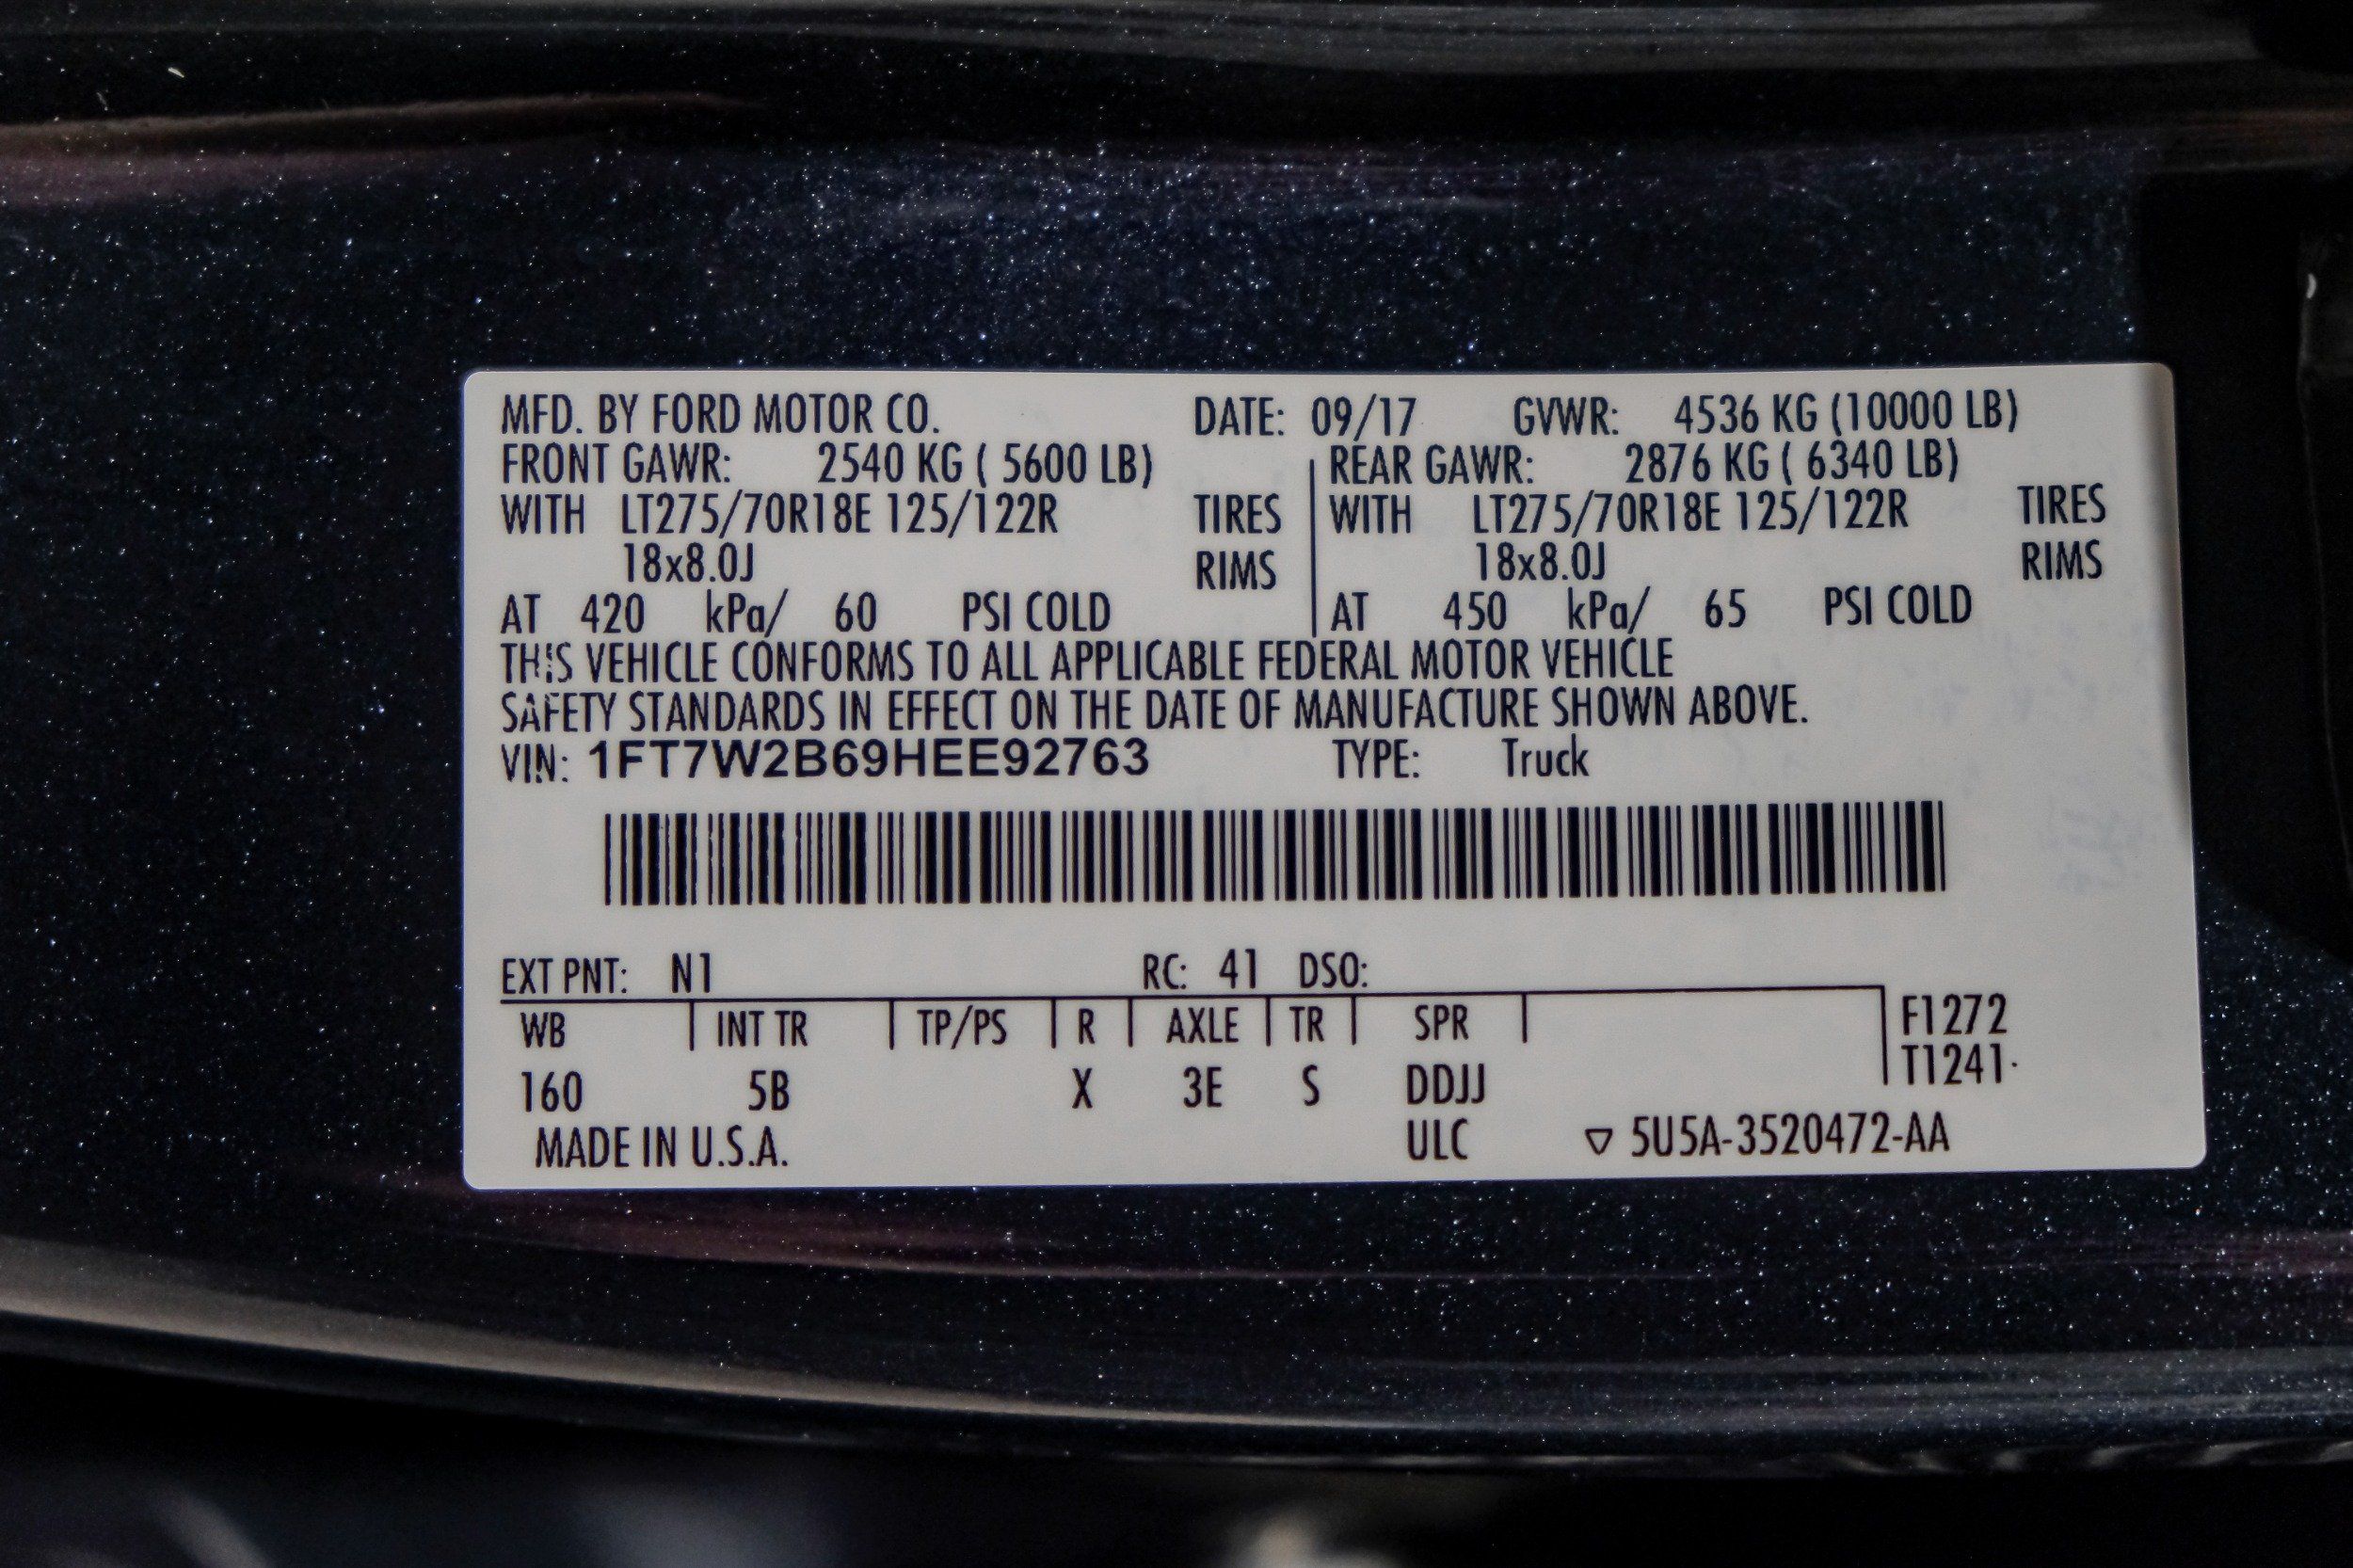 MFD. BY FORD MOTOR CO. DATE: 09/17 GVWR: 4536 KG (10000 LB)
FRONT GAWR: 2540 KG ( 5600 LB) REAR GAWR: 2876 KG ( 6340 LB)
WITH LT275/70R18E 125/122R TIRES WITH LT275/70R18E 125/122R TIRES
18x8.0J RIMS 18x8.0J RIMS
AT 420 kPa/ 60 PSI COLD AT 450 kPa/ 65 PSI COLD
THIS VEHICLE CONFORMS TO ALL APPLICABLE FEDERAL MOTOR VEHICLE
SAFETY STANDARDS IN EFFECT ON THE DATE OF MANUFACTURE SHOWN ABOVE.
VIN: 1FT7W2B69HEE92763 TYPE: Truck
EXT PNT: N1 RC: 41 DSO:
WB INT TR TP/PS R AXLE TR SPR F1272
T1241
160 5B X 3E S DDJJ
MADE IN U.S.A. ULC ▽ 5U5A-3520472-AA